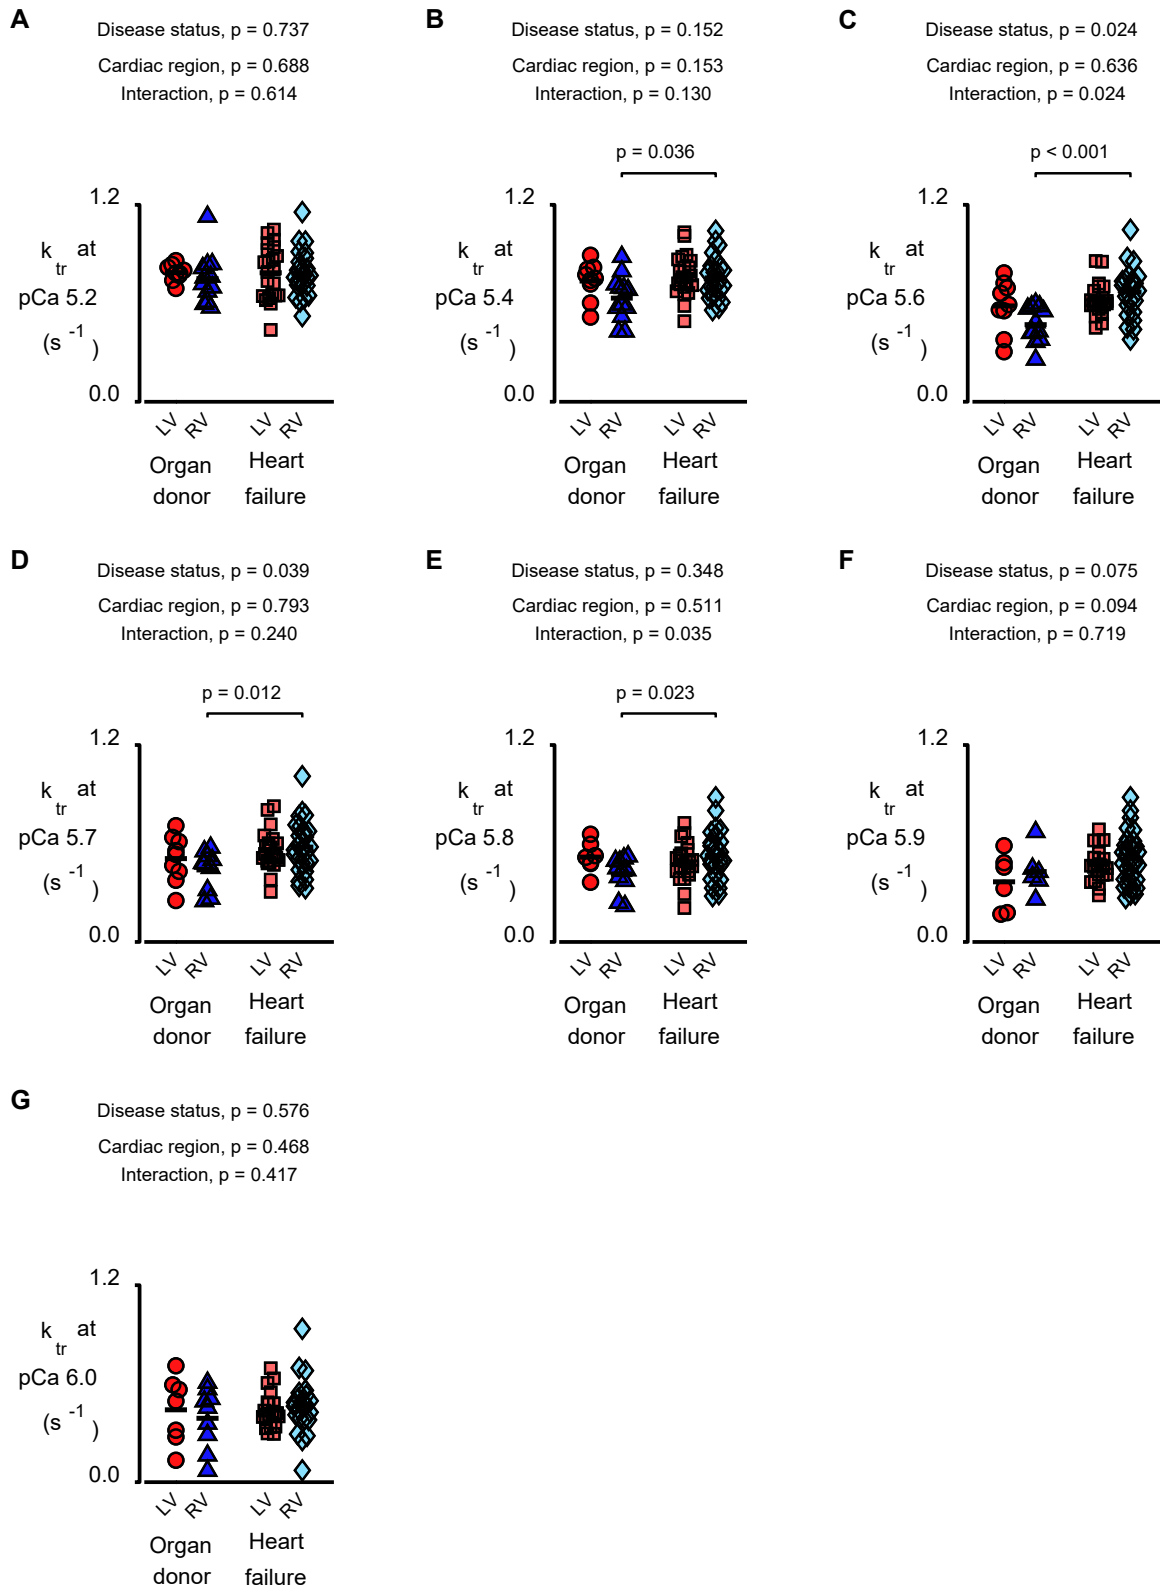 A
Disease status, p = 0.737
Cardiac region, p = 0.688
Interaction, p = 0.614
1.2
k tr at
pCa 5.2
(s -1 )
0.0
LV RV LV RV
Organ donor
Heart failure
B
Disease status, p = 0.152
Cardiac region, p = 0.153
Interaction, p = 0.130
p = 0.036
1.2
k tr at
pCa 5.4
(s -1 )
0.0
LV RV LV RV
Organ donor
Heart failure
C
Disease status, p = 0.024
Cardiac region, p = 0.636
Interaction, p = 0.024
p < 0.001
1.2
k tr at
pCa 5.6
(s -1 )
0.0
LV RV LV RV
Organ donor
Heart failure
D
Disease status, p = 0.039
Cardiac region, p = 0.793
Interaction, p = 0.240
p = 0.012
1.2
k tr at
pCa 5.7
(s -1 )
0.0
LV RV LV RV
Organ donor
Heart failure
E
Disease status, p = 0.348
Cardiac region, p = 0.511
Interaction, p = 0.035
p = 0.023
1.2
k tr at
pCa 5.8
(s -1 )
0.0
LV RV LV RV
Organ donor
Heart failure
F
Disease status, p = 0.075
Cardiac region, p = 0.094
Interaction, p = 0.719
1.2
k tr at
pCa 5.9
(s -1 )
0.0
LV RV LV RV
Organ donor
Heart failure
G
Disease status, p = 0.576
Cardiac region, p = 0.468
Interaction, p = 0.417
1.2
k tr at
pCa 6.0
(s -1 )
0.0
LV RV LV RV
Organ donor
Heart failure